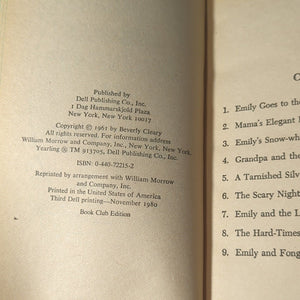 Published by
Dell Publishing Co., Inc.
1 Dag Hammarskjold Plaza
New York, New York 10017
Copyright © 1961 by Beverly Cleary
All rights reserved. For information address
William Morrow and Company, Inc., New York, New York.
Yearling ® TM 913705, Dell Publishing Co., Inc.
ISBN: 0-440-72215-2
Reprinted by arrangement with William Morrow
and Company, Inc.
Printed in the United States of America
Third Dell printing—November 1980
Book Club Edition
C
1. Emily Goes to the
2. Mama's Elegant
3. Emily's Snow-wh
4. Grandpa and the
5. A Tarnished Silv
6. The Scary Night
7. Emily and the L
8. The Hard-Times
9. Emily and Fong